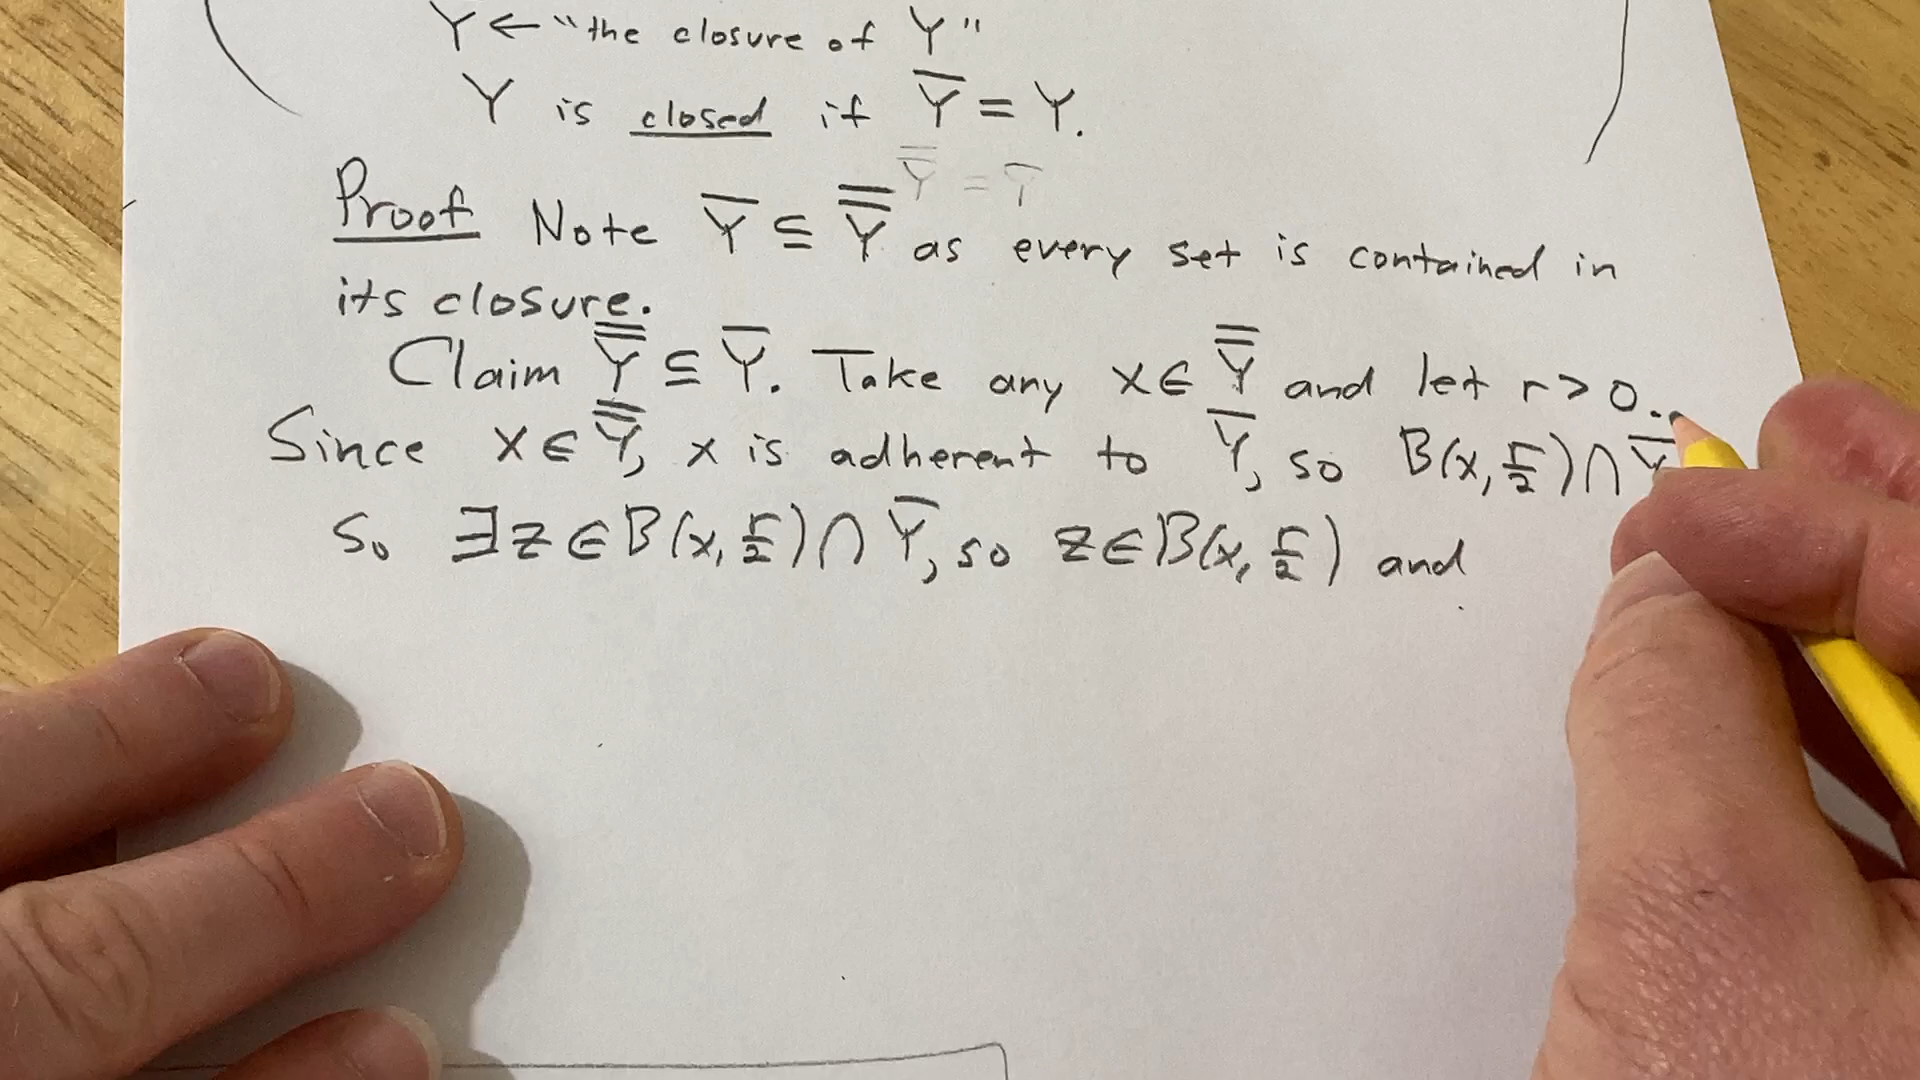 Y ← "the closure of Y"
Y is closed if Y̅ = Y.
Y̿ = Y̅
Proof Note Y̅ ⊆ Y̿ as every set is contained in
its closure.
Claim Y̿ ⊆ Y̅. Take any x ∈ Y̿ and let r > 0.
Since x ∈ Y̿, x is adherent to Y̅, so B(x, r/2) ∩ Y̅
So ∃ z ∈ B(x, r/2) ∩ Y̅, so z ∈ B(x, r/2) and